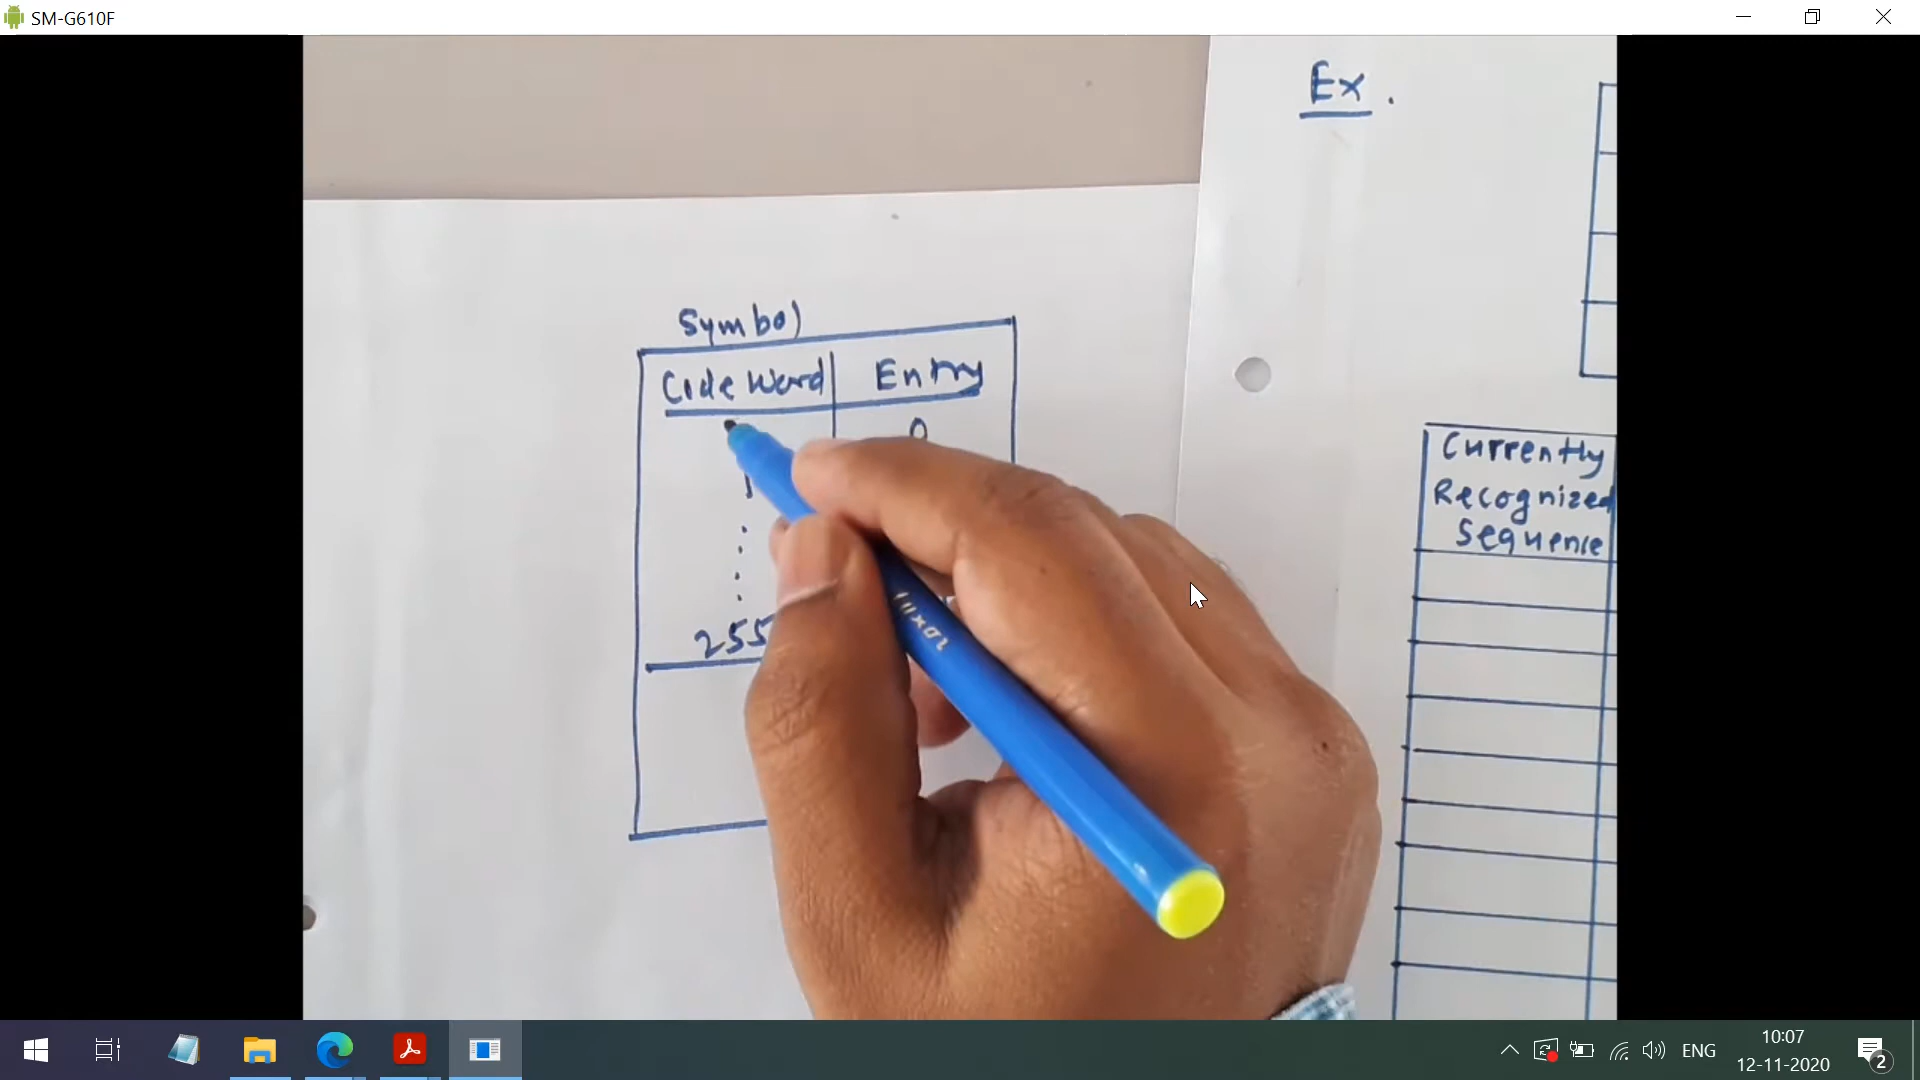 SM-G610F
Ex.
Symbol
Code Word Entry
0
1
255
Currently
Recognized
Sequence
ENG
10:07
12-11-2020
2